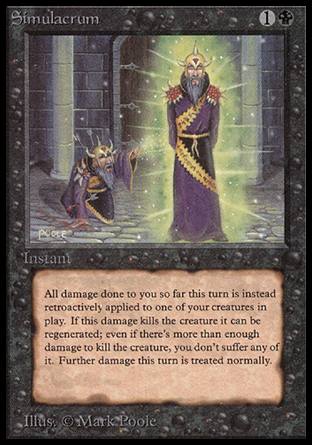 Simulacrum 1
POOLE
Instant
All damage done to you so far this turn is instead
retroactively applied to one of your creatures in
play. If this damage kills the creature it can be
regenerated; even if there's more than enough
damage to kill the creature, you don't suffer any of
it. Further damage this turn is treated normally.
Illus. © Mark Poole